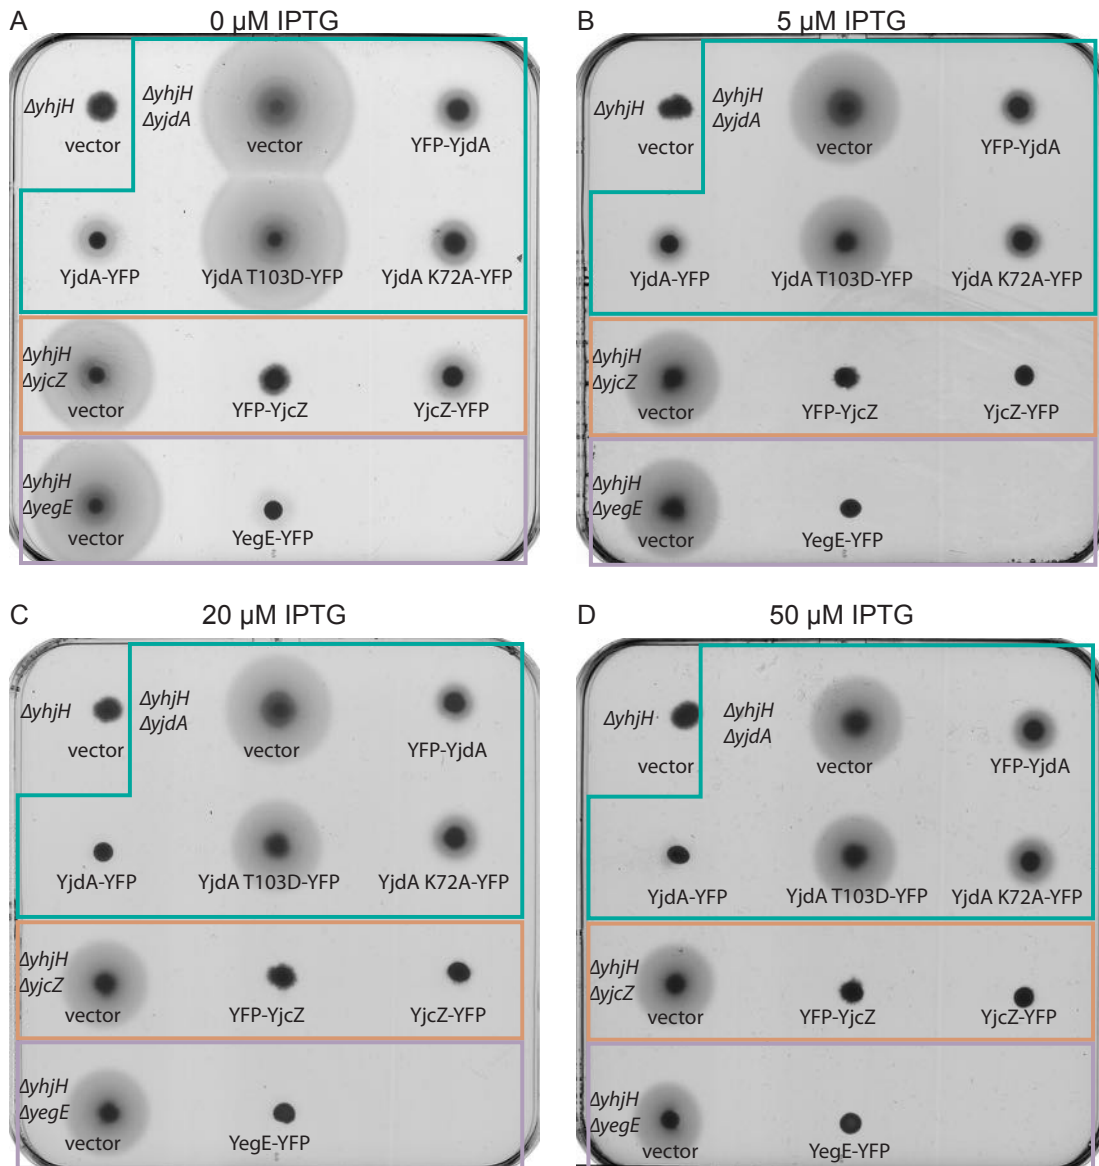 A
0 µM IPTG
ΔyhjH
vector
ΔyhjH
ΔyjdA
vector
YFP-YjdA
YjdA-YFP
YjdA T103D-YFP
YjdA K72A-YFP
ΔyhjH
ΔyjcZ
vector
YFP-YjcZ
YjcZ-YFP
ΔyhjH
ΔyegE
vector
YegE-YFP
B
5 µM IPTG
ΔyhjH
vector
ΔyhjH
ΔyjdA
vector
YFP-YjdA
YjdA-YFP
YjdA T103D-YFP
YjdA K72A-YFP
ΔyhjH
ΔyjcZ
vector
YFP-YjcZ
YjcZ-YFP
ΔyhjH
ΔyegE
vector
YegE-YFP
C
20 µM IPTG
ΔyhjH
vector
ΔyhjH
ΔyjdA
vector
YFP-YjdA
YjdA-YFP
YjdA T103D-YFP
YjdA K72A-YFP
ΔyhjH
ΔyjcZ
vector
YFP-YjcZ
YjcZ-YFP
ΔyhjH
ΔyegE
vector
YegE-YFP
D
50 µM IPTG
ΔyhjH
vector
ΔyhjH
ΔyjdA
vector
YFP-YjdA
YjdA-YFP
YjdA T103D-YFP
YjdA K72A-YFP
ΔyhjH
ΔyjcZ
vector
YFP-YjcZ
YjcZ-YFP
ΔyhjH
ΔyegE
vector
YegE-YFP